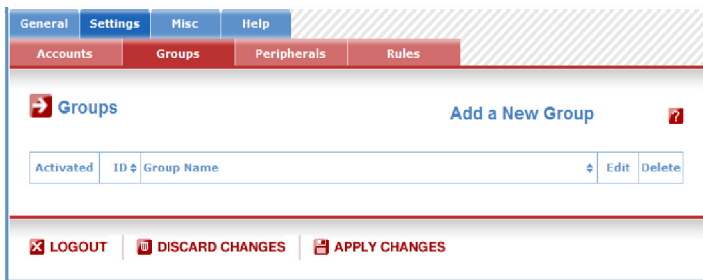 General Settings Misc Help
Accounts Groups Peripherals Rules
Groups Add a New Group ?
Activated ID Group Name Edit Delete
LOGOUT DISCARD CHANGES APPLY CHANGES